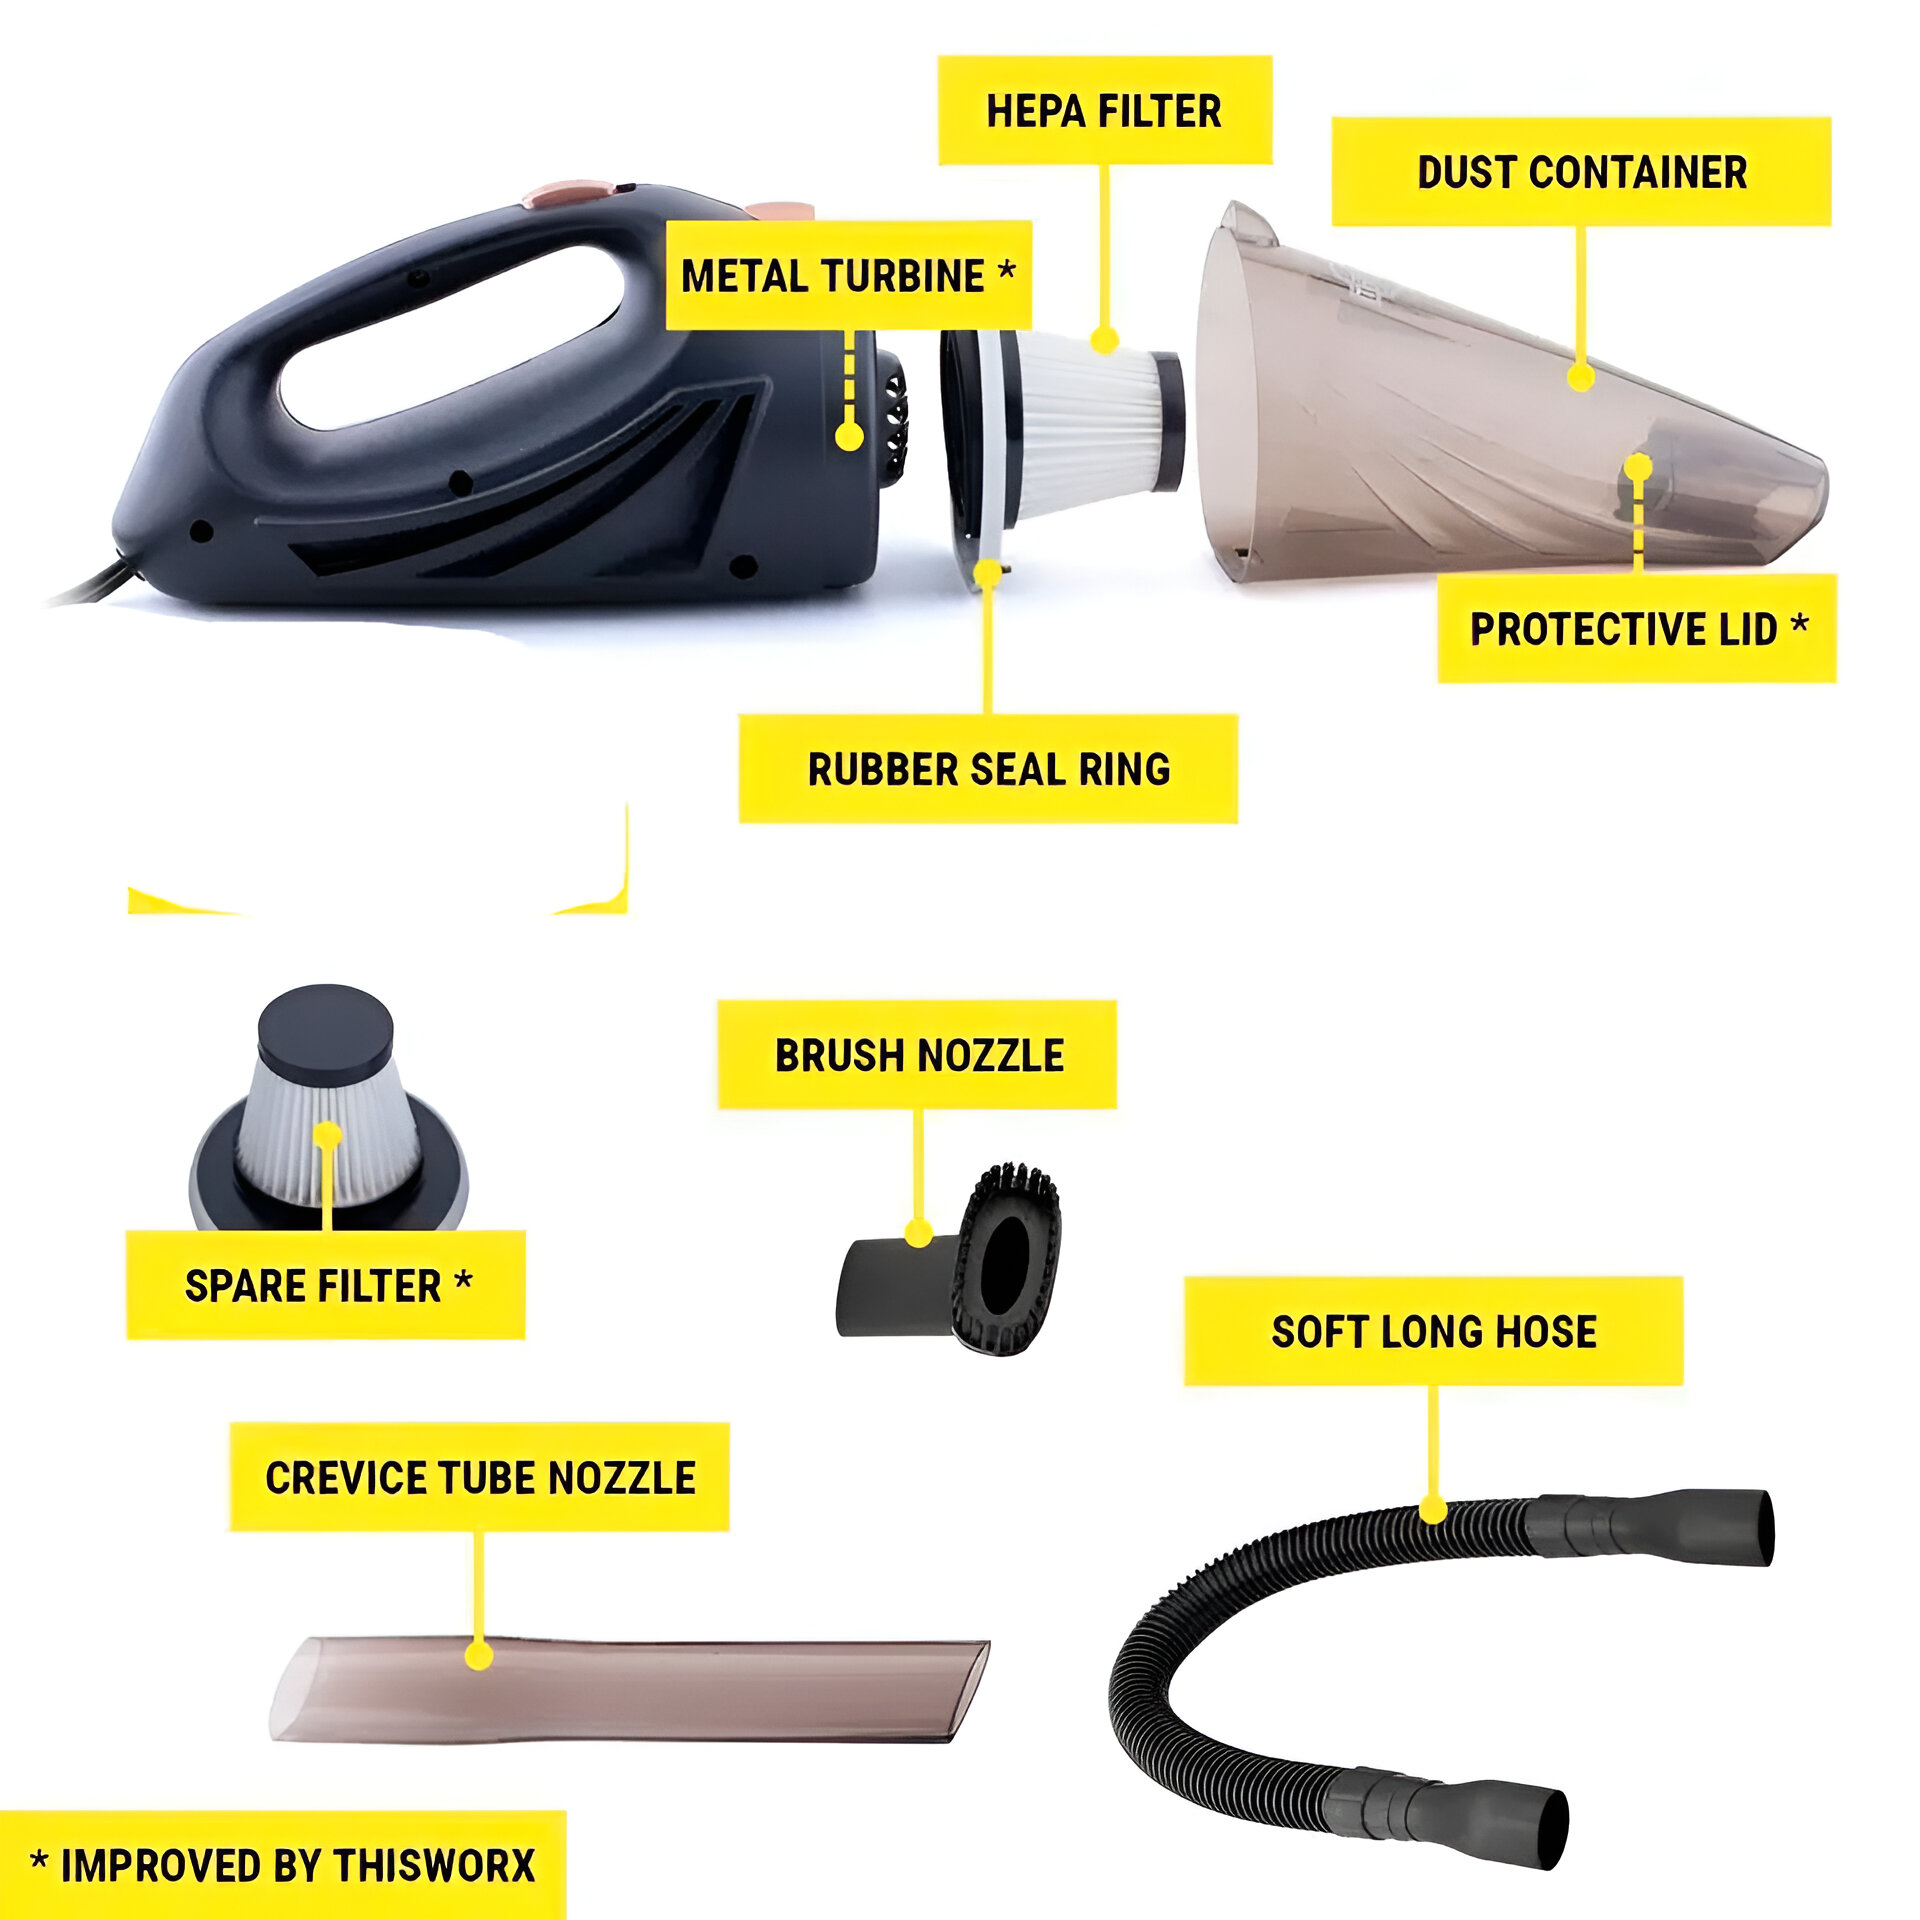 HEPA FILTER
DUST CONTAINER
METAL TURBINE *
PROTECTIVE LID *
RUBBER SEAL RING
BRUSH NOZZLE
SPARE FILTER *
SOFT LONG HOSE
CREVICE TUBE NOZZLE
* IMPROVED BY THISWORX